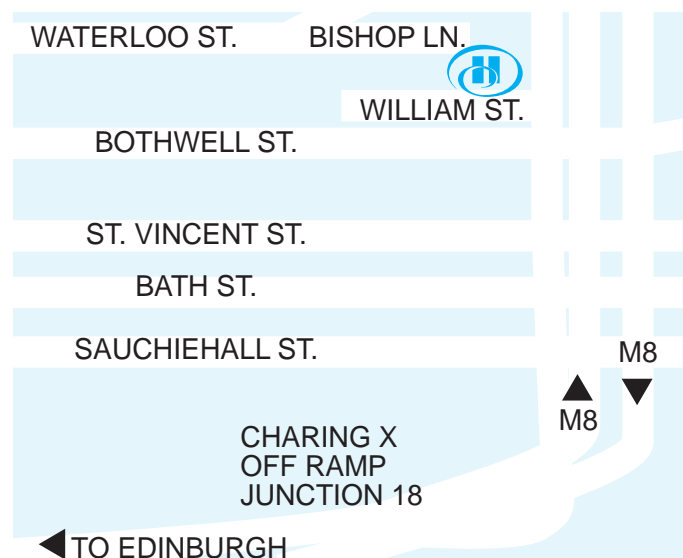 WATERLOO ST.
BISHOP LN.
H
WILLIAM ST.
BOTHWELL ST.
ST. VINCENT ST.
BATH ST.
SAUCHIEHALL ST.
M8
M8
CHARING X
OFF RAMP
JUNCTION 18
TO EDINBURGH